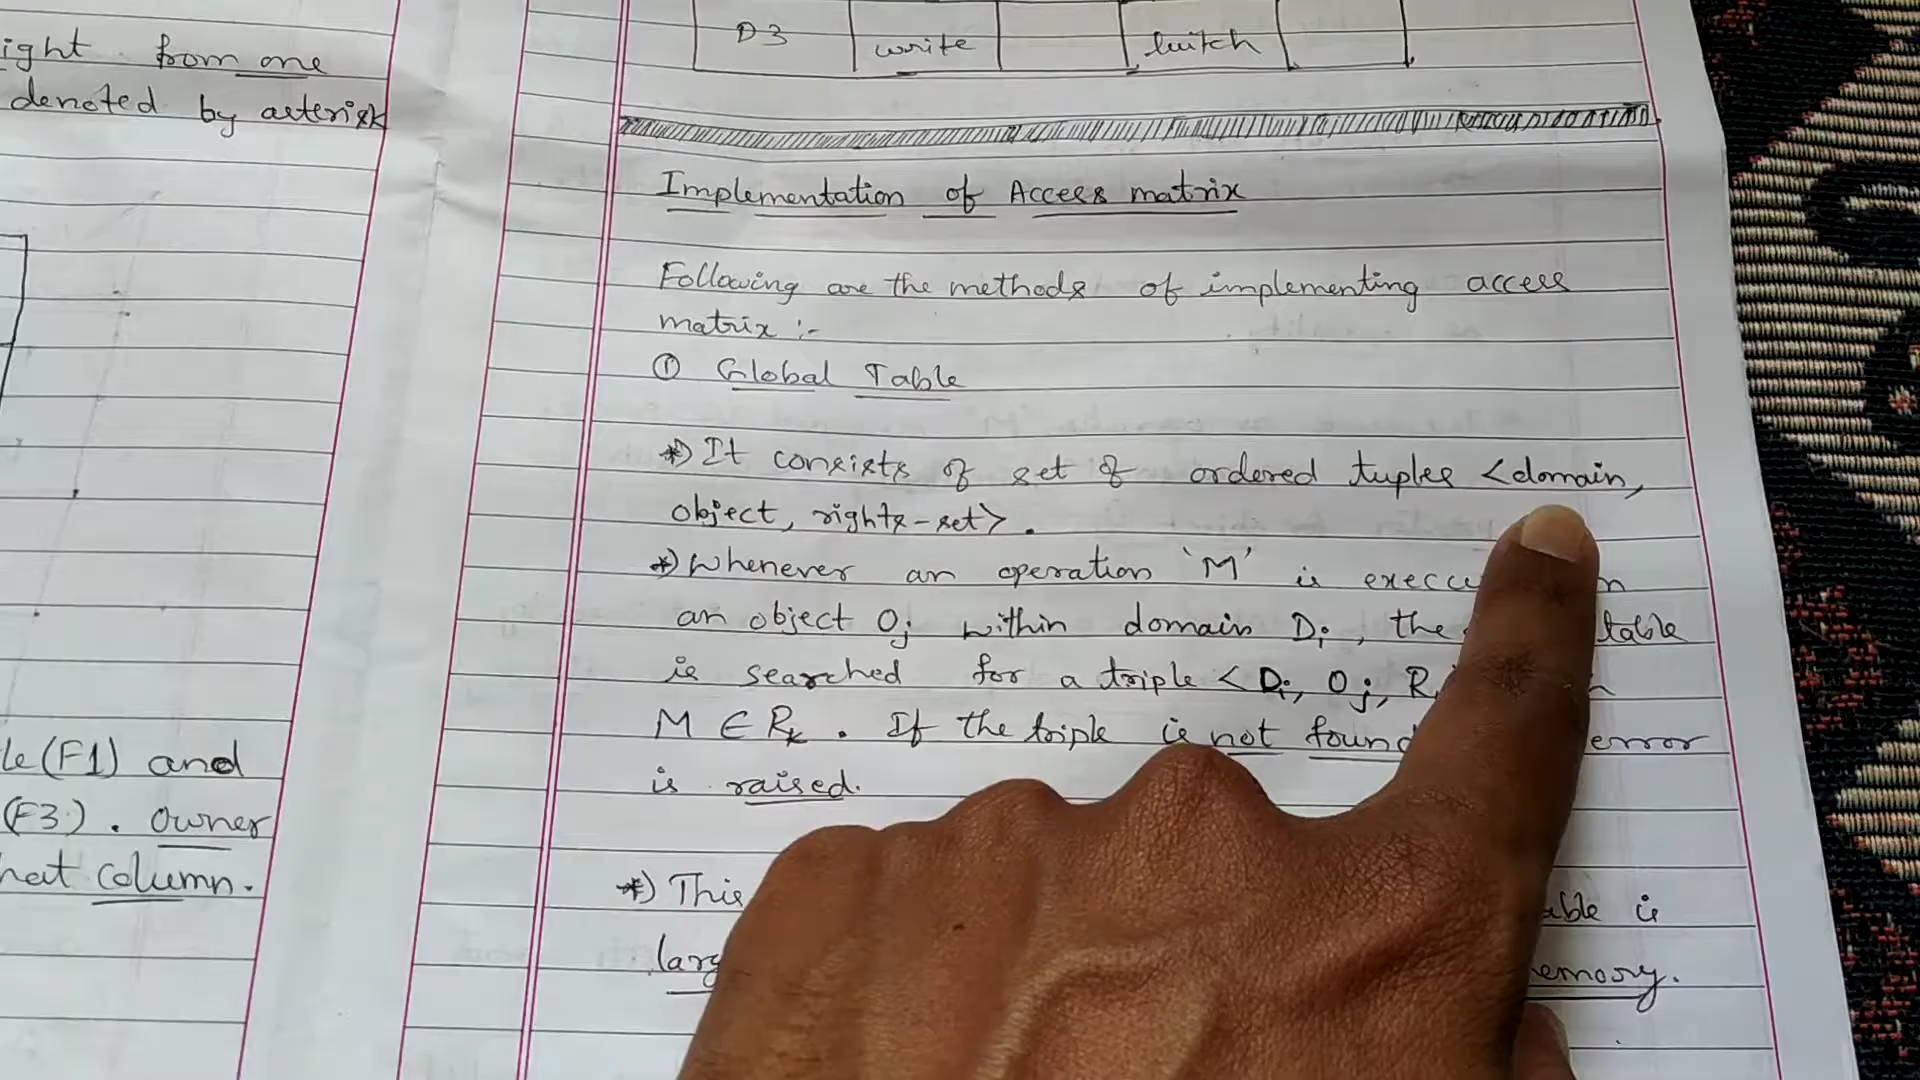 ight from one
denoted by asterisk
le(F1) and
(F3). Owner
hat column.
D3 write switch
Implementation of Access matrix
Following are the methods of implementing access
matrix :-
① Global Table
*) It consists of set of ordered tuples <domain,
object, rights-set>.
*) Whenever an operation 'M' is
an object Oj within domain Di, the table
is searched for a triple <Di, Oj, R
M ∈ Rk. If the triple is not found error
is raised.
*) This able is
larg emory.